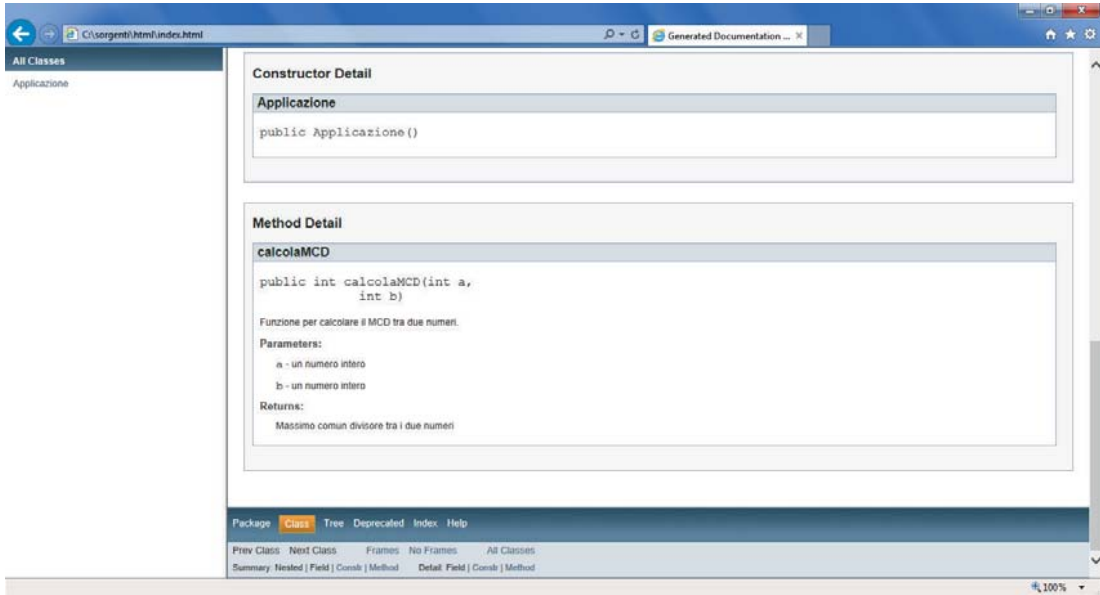 C:\sorgenti\html\index.html
Generated Documentation ...
All Classes
Applicazione
Constructor Detail
Applicazione
public Applicazione()
Method Detail
calcolaMCD
public int calcolaMCD(int a,
int b)
Funzione per calcolare il MCD tra due numeri.
Parameters:
a - un numero intero
b - un numero intero
Returns:
Massimo comun divisore tra i due numeri
Package Class Tree Deprecated Index Help
Prev Class Next Class Frames No Frames All Classes
Summary: Nested | Field | Constr | Method Detail: Field | Constr | Method
100%